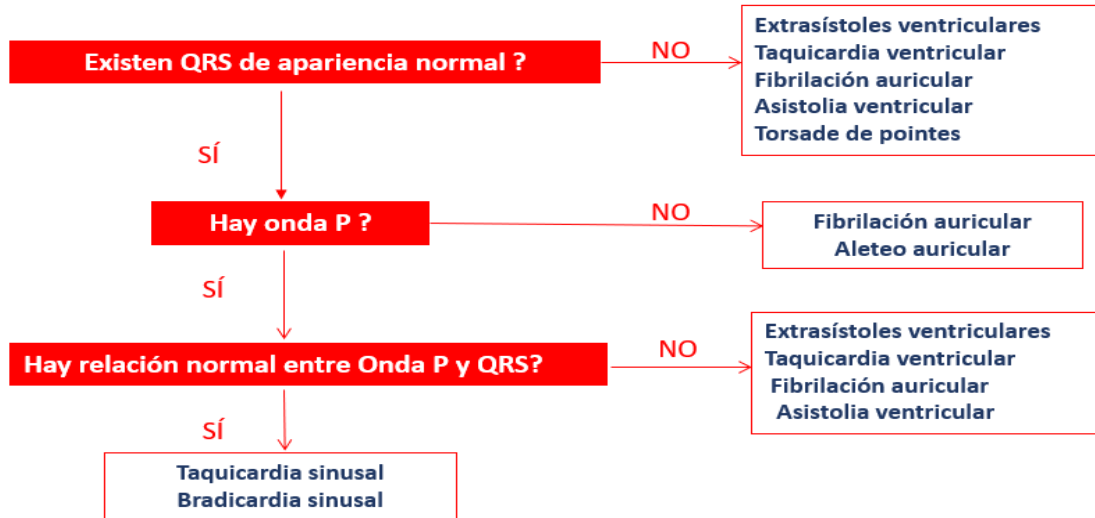 Existen QRS de apariencia normal ?
NO
Extrasístoles ventriculares
Taquicardia ventricular
Fibrilación auricular
Asistolia ventricular
Torsade de pointes
SÍ
Hay onda P ?
NO
Fibrilación auricular
Aleteo auricular
SÍ
Hay relación normal entre Onda P y QRS?
NO
Extrasístoles ventriculares
Taquicardia ventricular
Fibrilación auricular
Asistolia ventricular
SÍ
Taquicardia sinusal
Bradicardia sinusal